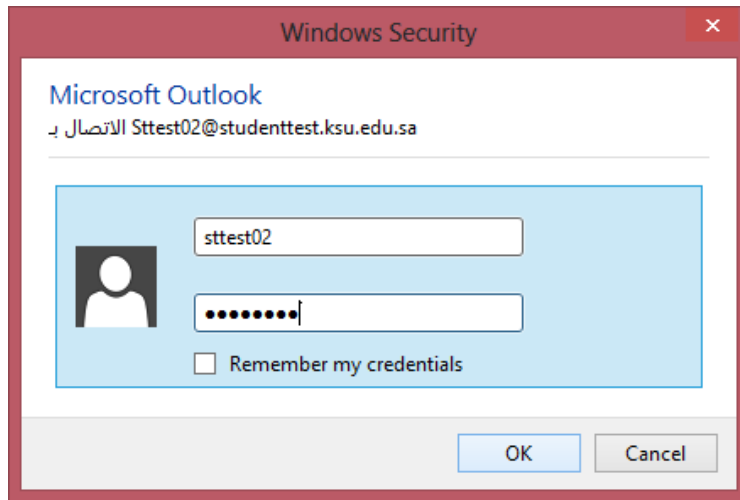 Windows Security
Microsoft Outlook
الاتصال بـ Sttest02@studenttest.ksu.edu.sa
sttest02
●●●●●●●●
Remember my credentials
OK
Cancel